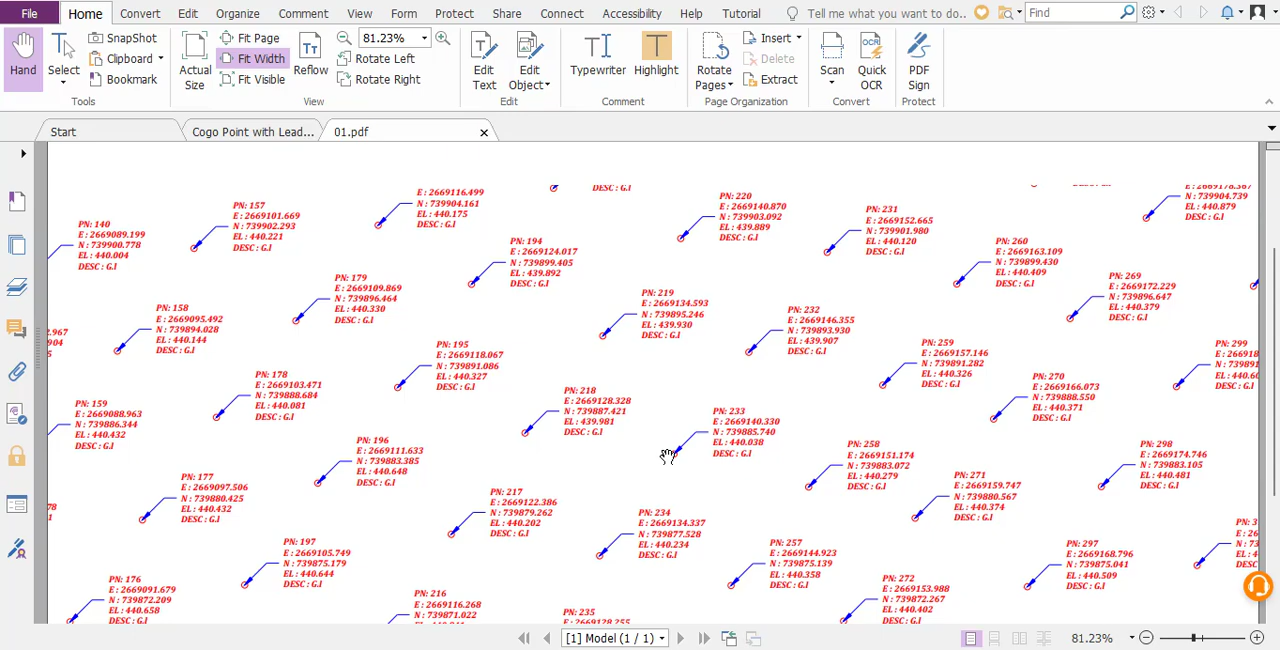 File Home Convert Edit Organize Comment View Form Protect Share Connect Accessibility Help Tutorial Tell me what you want to do.. Find
Hand
Select
SnapShot
Clipboard
Bookmark
Tools
Actual Size
Fit Page
Fit Width
Fit Visible
Reflow
81.23%
Rotate Left
Rotate Right
View
Edit Text
Edit Object
Edit
Typewriter
Highlight
Comment
Rotate Pages
Insert
Delete
Extract
Page Organization
Scan
Quick OCR
Convert
PDF Sign
Protect
Start
Cogo Point with Lead...
01.pdf
PN: 140
E : 2669089.199
N : 739900.778
EL : 440.004
DESC : G.l
PN: 157
E : 2669101.669
N : 739902.293
EL : 440.221
DESC : G.l
E : 2669116.499
N : 739904.161
EL : 440.175
DESC : G.l
DESC : G.l
PN: 220
E : 2669140.870
N : 739903.092
EL : 439.889
DESC : G.l
PN: 231
E : 2669152.665
N : 739901.980
EL : 440.120
DESC : G.l
N : 739904.739
EL : 440.879
DESC : G.l
PN: 194
E : 2669124.017
N : 739899.405
EL : 439.892
DESC : G.l
PN: 260
E : 2669163.109
N : 739899.430
EL : 440.409
DESC : G.l
PN: 179
E : 2669109.869
N : 739896.464
EL : 440.330
DESC : G.l
PN: 269
E : 2669172.229
N : 739896.647
EL : 440.379
DESC : G.l
PN: 219
E : 2669134.593
N : 739895.246
EL : 439.930
DESC : G.l
PN: 158
E : 2669095.492
N : 739894.028
EL : 440.144
DESC : G.l
PN: 232
E : 2669146.355
N : 739893.930
EL : 439.907
DESC : G.l
PN: 195
E : 2669118.067
N : 739891.086
EL : 440.327
DESC : G.l
PN: 259
E : 2669157.146
N : 739891.282
EL : 440.326
DESC : G.l
PN: 299
E : 266918
N : 739891
EL : 440.60
DESC : G.l
PN: 178
E : 2669103.471
N : 739888.684
EL : 440.081
DESC : G.l
PN: 270
E : 2669166.073
N : 739888.550
EL : 440.371
DESC : G.l
PN: 218
E : 2669128.328
N : 739887.421
EL : 439.981
DESC : G.l
PN: 159
E : 2669088.963
N : 739886.344
EL : 440.432
DESC : G.l
PN: 233
E : 2669140.330
N : 739885.740
EL : 440.038
DESC : G.l
PN: 196
E : 2669111.633
N : 739883.385
EL : 440.648
DESC : G.l
PN: 258
E : 2669151.174
N : 739883.072
EL : 440.279
DESC : G.l
PN: 298
E : 2669174.746
N : 739883.105
EL : 440.481
DESC : G.l
PN: 177
E : 2669097.506
N : 739880.425
EL : 440.432
DESC : G.l
PN: 271
E : 2669159.747
N : 739880.567
EL : 440.374
DESC : G.l
PN: 217
E : 2669122.386
N : 739879.262
EL : 440.202
DESC : G.l
PN: 234
E : 2669134.337
N : 739877.528
EL : 440.234
DESC : G.l
PN: 197
E : 2669105.749
N : 739875.179
EL : 440.644
DESC : G.l
PN: 257
E : 2669144.923
N : 739875.139
EL : 440.358
DESC : G.l
PN: 297
E : 2669168.796
N : 739875.041
EL : 440.509
DESC : G.l
PN: 176
E : 2669091.679
N : 739872.209
EL : 440.658
PN: 216
E : 2669116.268
N : 739871.022
PN: 272
E : 2669153.988
N : 739872.267
EL : 440.402
DESC : G.l
PN: 235
[1] Model (1 / 1)
81.23%